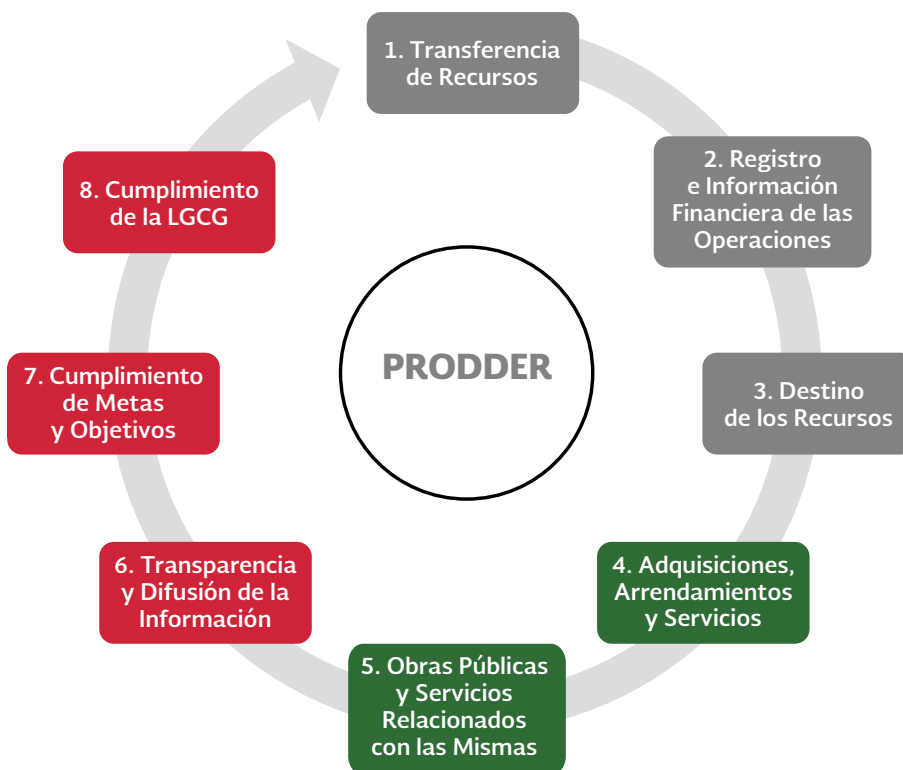 1. Transferencia
de Recursos
2. Registro
e Información
Financiera de las
Operaciones
3. Destino
de los Recursos
4. Adquisiciones,
Arrendamientos
y Servicios
5. Obras Públicas
y Servicios
Relacionados
con las Mismas
6. Transparencia
y Difusión de la
Información
7. Cumplimiento
de Metas
y Objetivos
8. Cumplimiento
de la LGCG
PRODDER